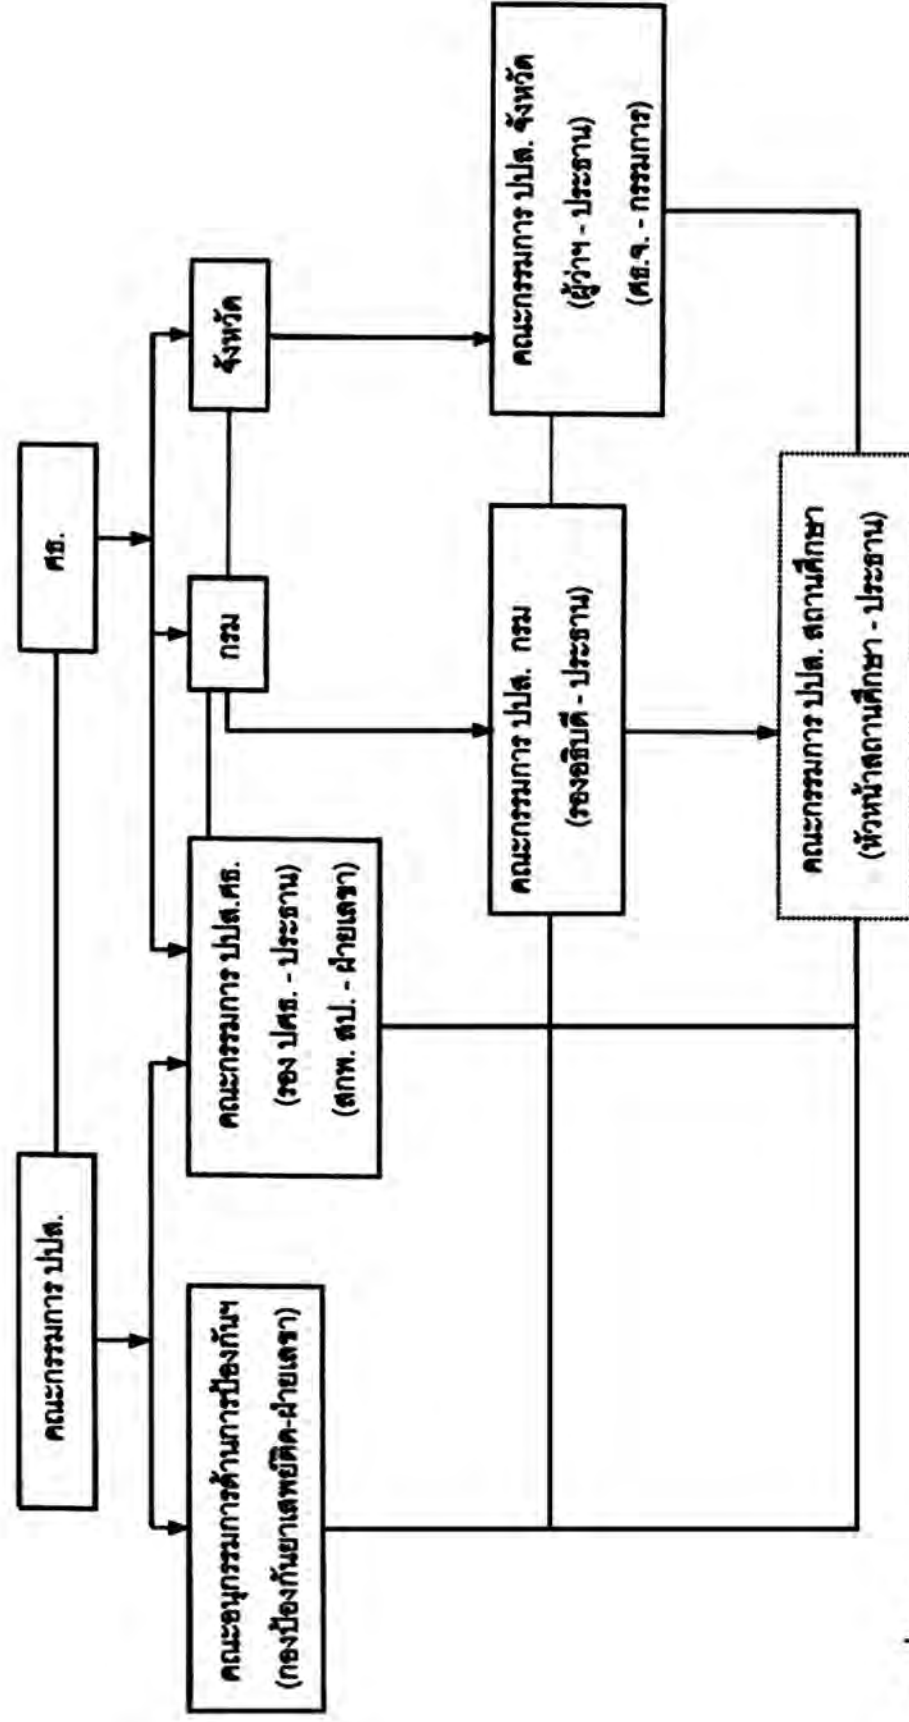 คณะกรรมการ ปปส.
ศธ.
คณะอนุกรรมการด้านการป้องกันฯ
(กองป้องกันยาเสพย์ติด-ฝ่ายเลขา)
คณะกรรมการ ปปส.ศธ.
(รอง ปศธ. - ประธาน)
(สกพ. สป. - ฝ่ายเลขา)
กรม
จังหวัด
คณะกรรมการ ปปส. กรม
(รองอธิบดี - ประธาน)
คณะกรรมการ ปปส. จังหวัด
(ผู้ว่าฯ - ประธาน)
(ศธ.จ. - กรรมการ)
คณะกรรมการ ปปส. สถานศึกษา
(หัวหน้าสถานศึกษา - ประธาน)